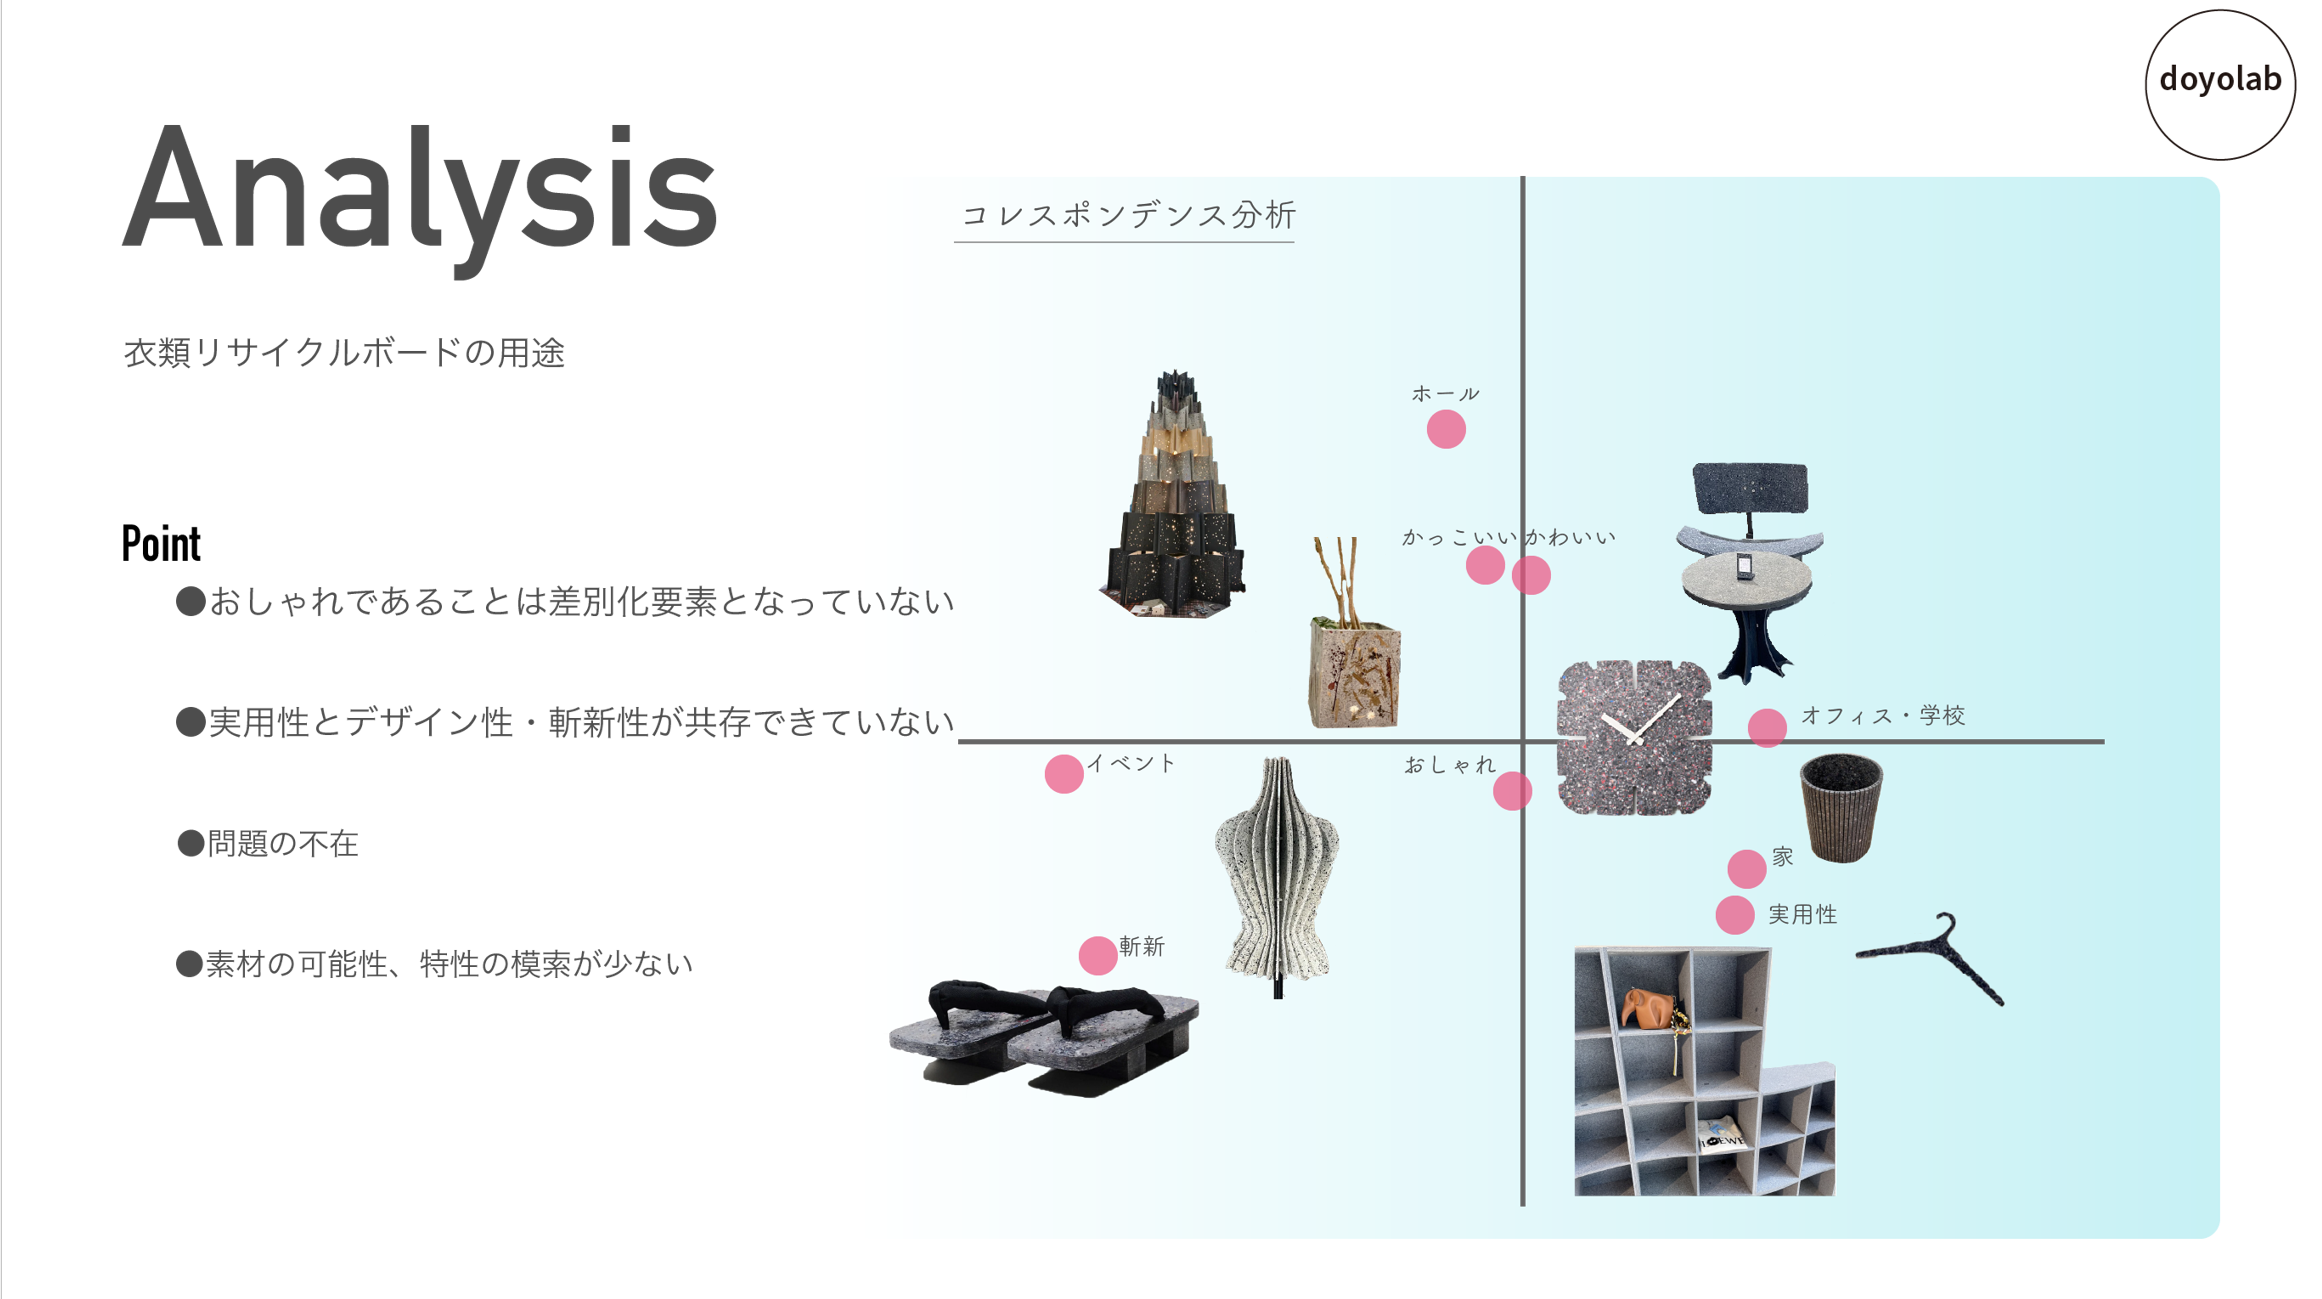 doyolab
Analysis
衣類リサイクルボードの用途
Point
●おしゃれであることは差別化要素となっていない
●実用性とデザイン性・斬新性が共存できていない
●問題の不在
●素材の可能性、特性の模索が少ない
コレスポンデンス分析
ホール
かっこいい
かわいい
オフィス・学校
イベント
おしゃれ
家
実用性
斬新
LOEWE